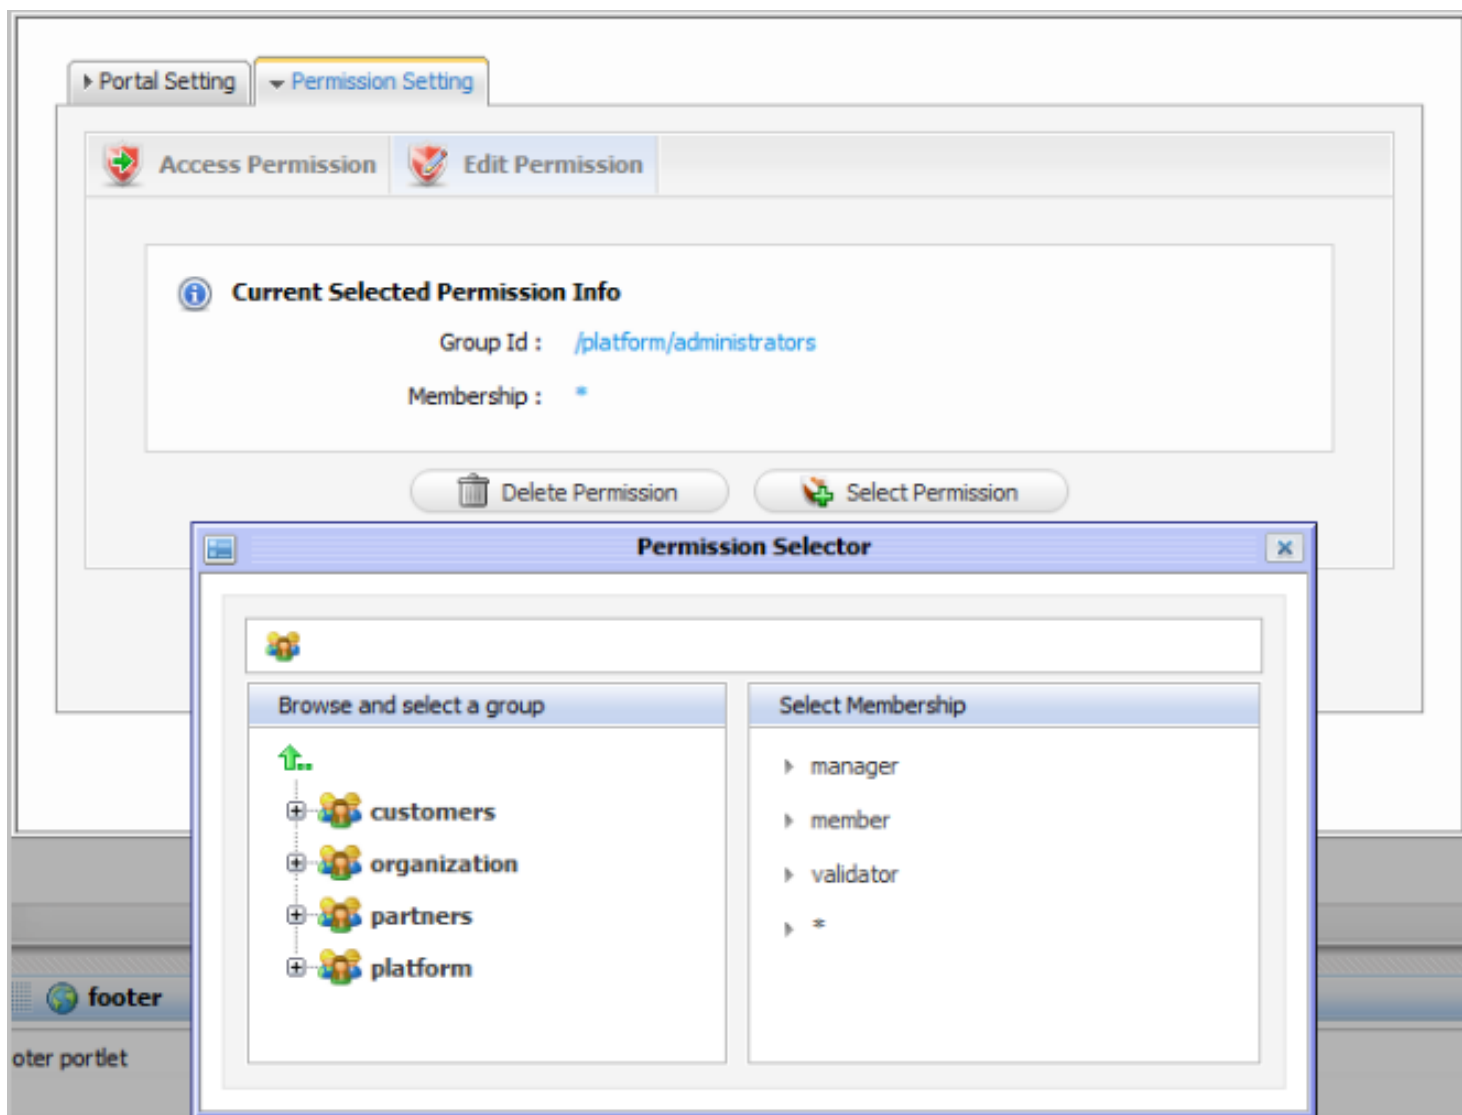 Portal Setting Permission Setting
Access Permission Edit Permission
Current Selected Permission Info
Group Id : /platform/administrators
Membership : *
Delete Permission Select Permission
Permission Selector
Browse and select a group
customers
organization
partners
platform
Select Membership
manager
member
validator
*
footer
oter portlet